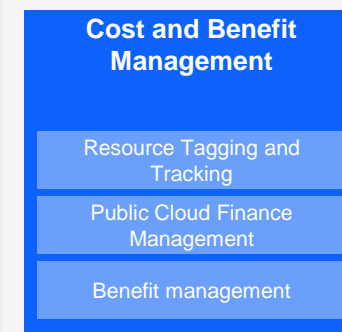 Cost and Benefit
Management
Resource Tagging and
Tracking
Public Cloud Finance
Management
Benefit management